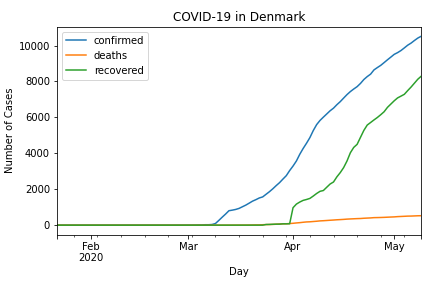 COVID-19 in Denmark
confirmed
deaths
recovered
Number of Cases
10000
8000
6000
4000
2000
0
Feb
2020
Mar
Apr
May
Day